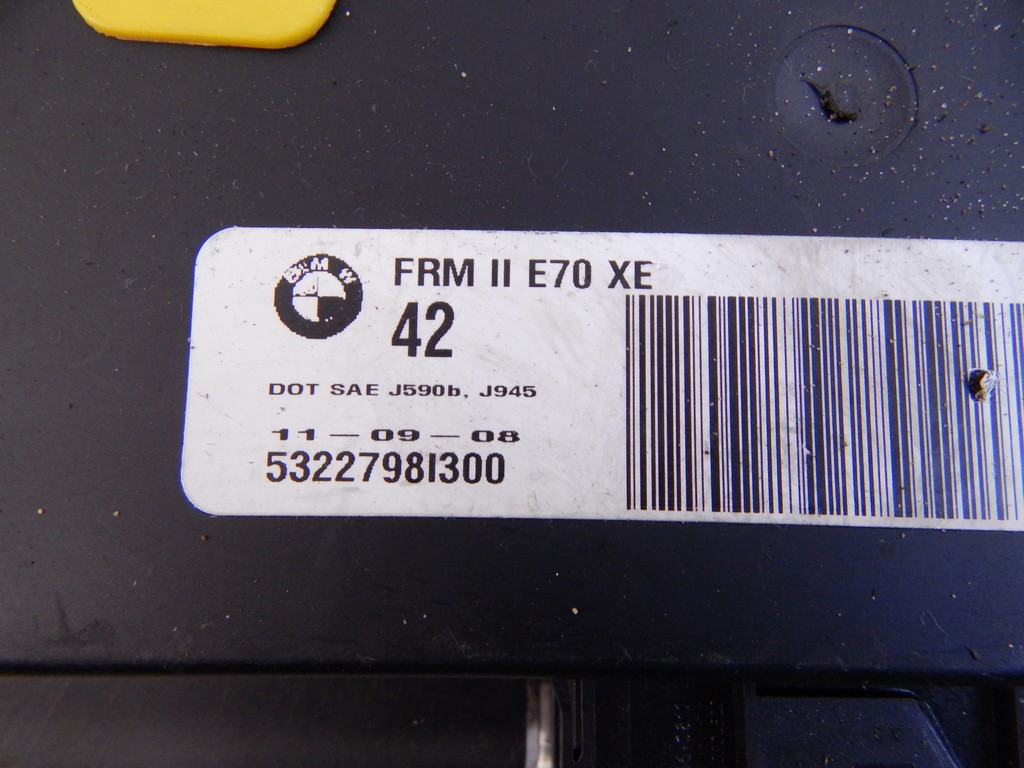 BMW
FRM II E70 XE
42
DOT SAE J590b, J945
11-09-08
53227981300